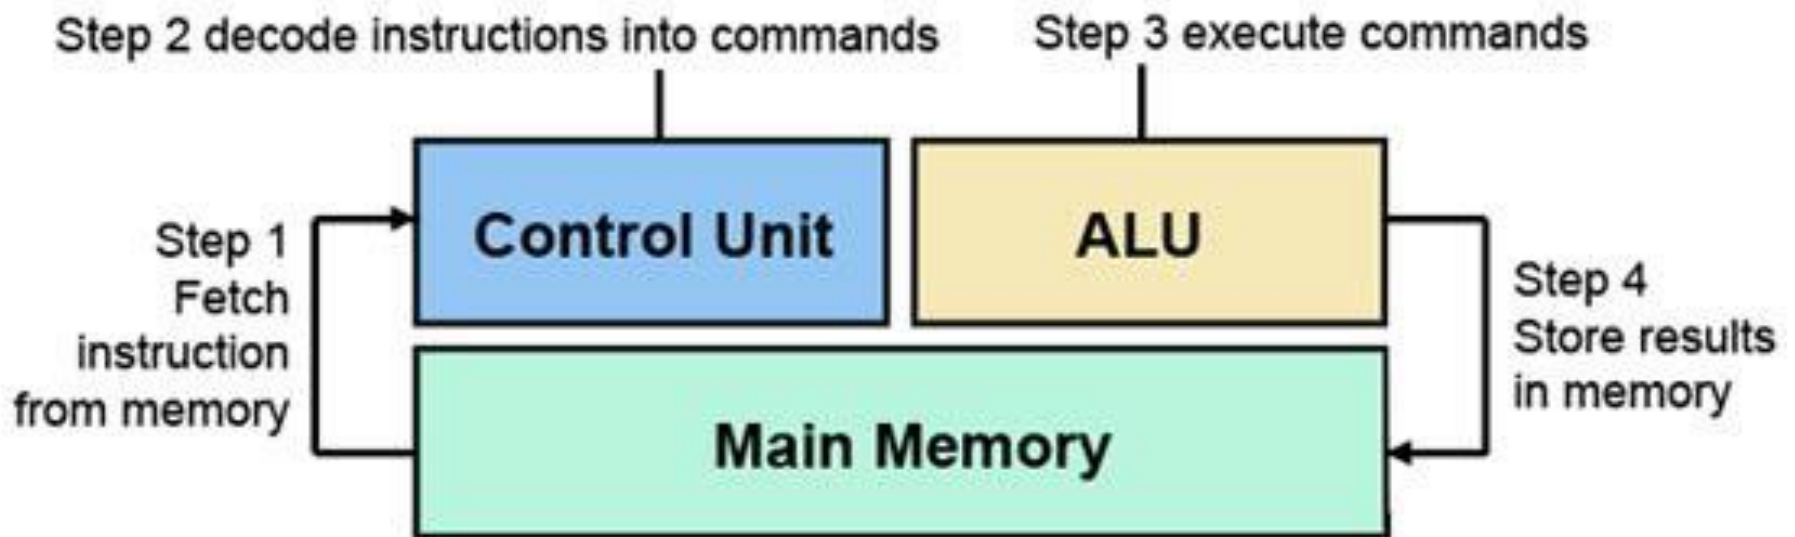 Step 2 decode instructions into commands
Step 3 execute commands
Control Unit
ALU
Step 1
Fetch
instruction
from memory
Step 4
Store results
in memory
Main Memory